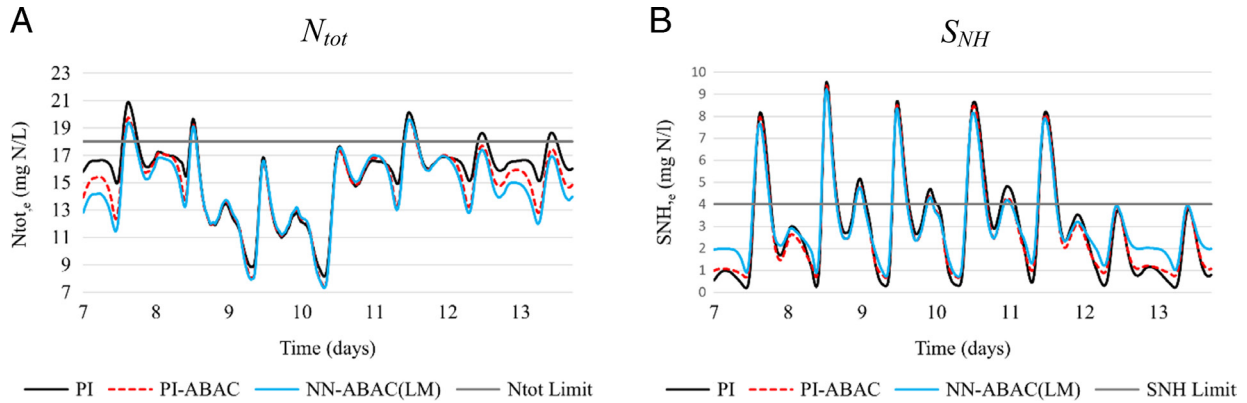 A
N_tot
Ntot,e (mg N/L)
23
21
19
17
15
13
11
9
7
7 8 9 10 11 12 13
Time (days)
PI PI-ABAC NN-ABAC(LM) Ntot Limit
B
S_NH
SNH,e (mg N/l)
10
9
8
7
6
5
4
3
2
1
0
7 8 9 10 11 12 13
Time (days)
PI PI-ABAC NN-ABAC(LM) SNH Limit